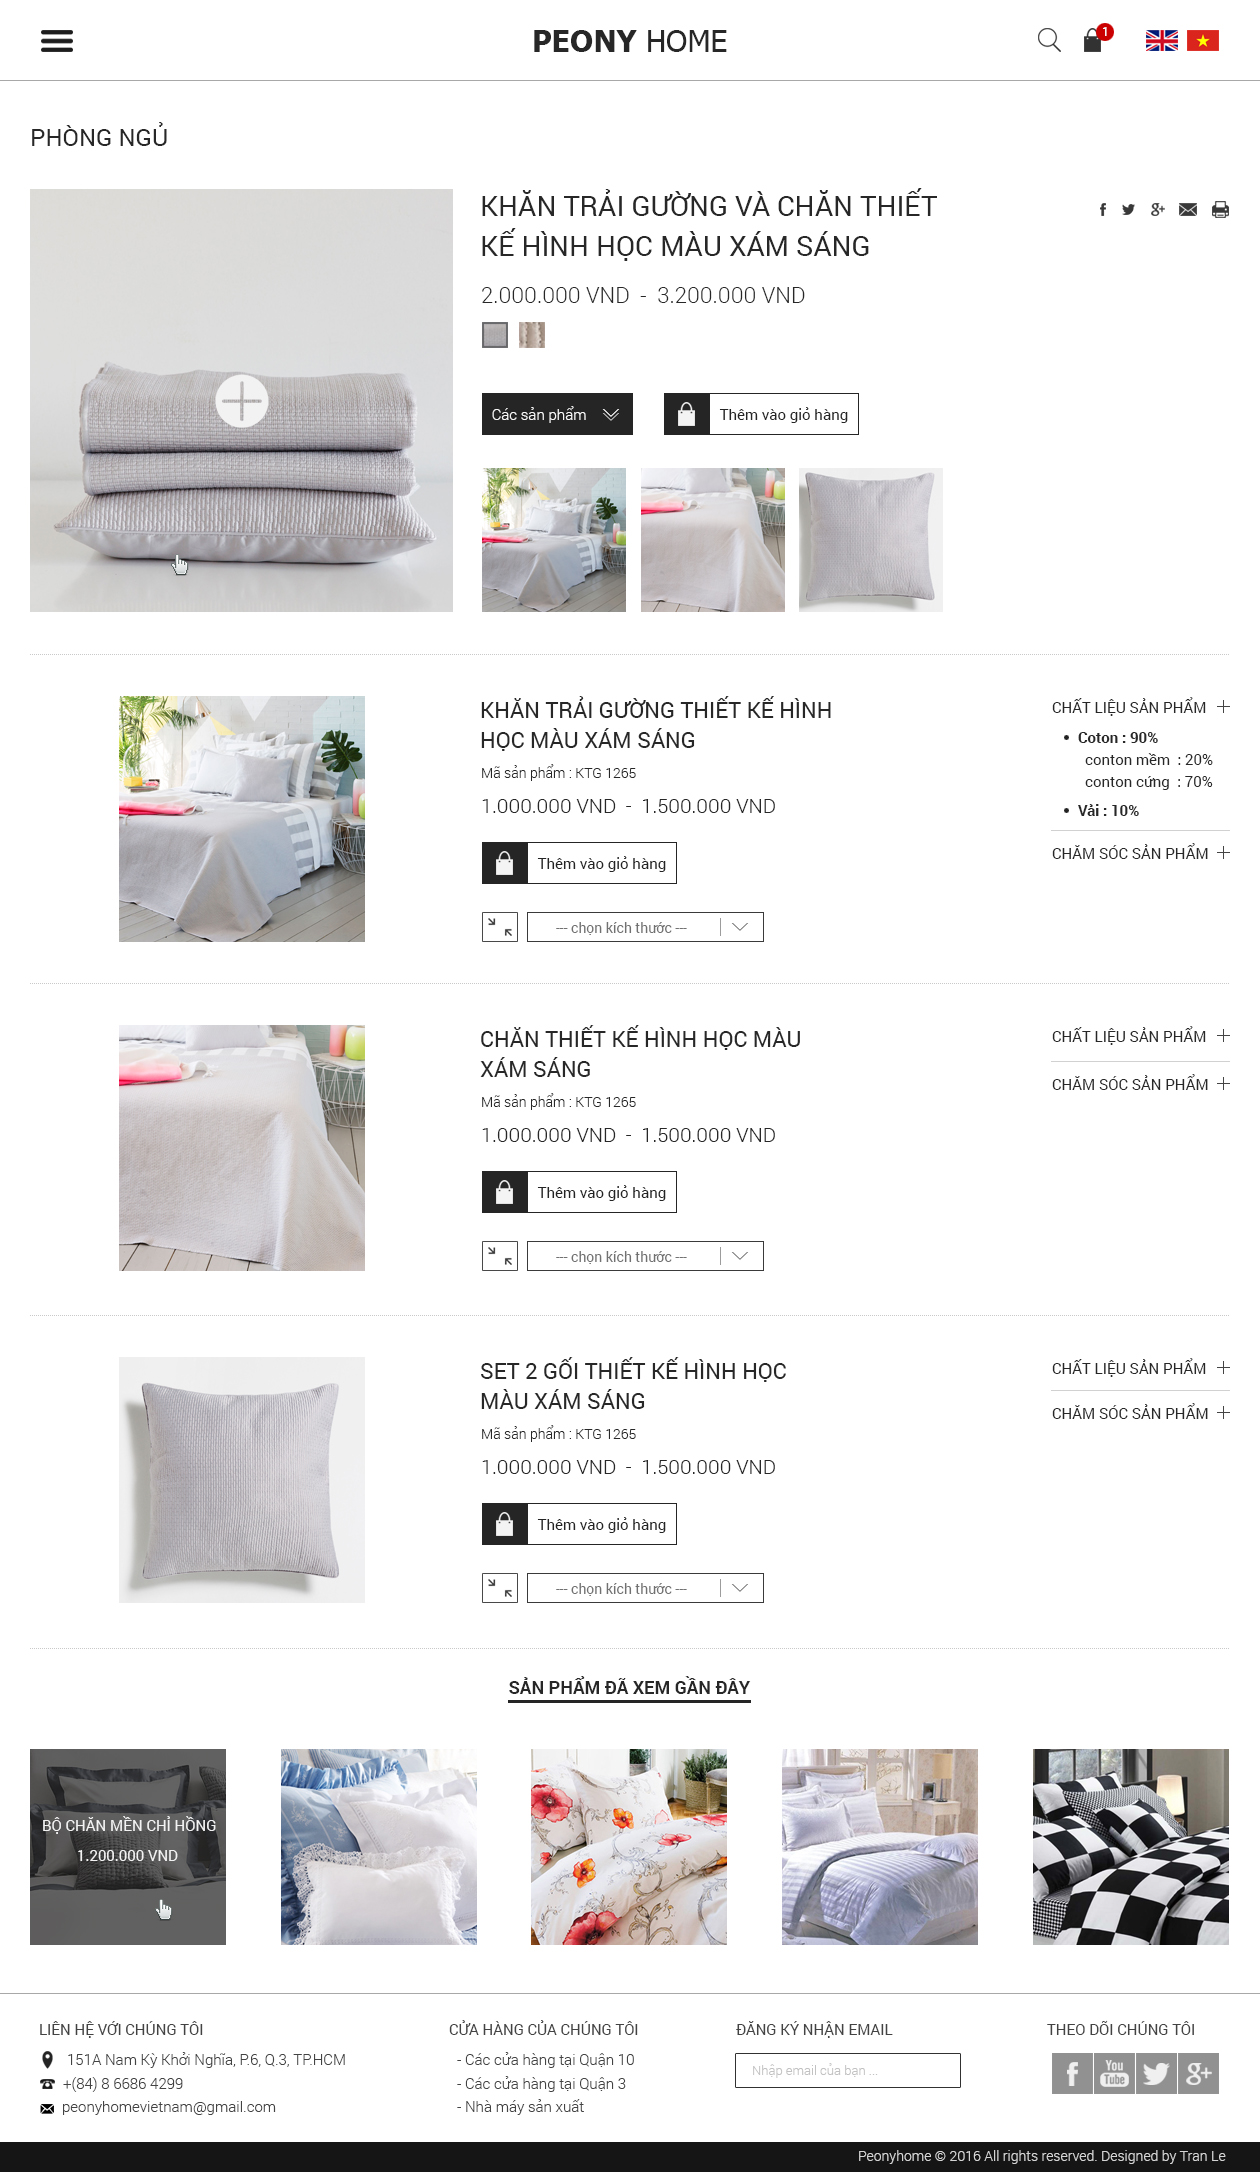 PEONY HOME
1
PHÒNG NGỦ
KHĂN TRẢI GƯỜNG VÀ CHĂN THIẾT
KẾ HÌNH HỌC MÀU XÁM SÁNG
2.000.000 VND - 3.200.000 VND
Các sản phẩm
Thêm vào giỏ hàng
KHĂN TRẢI GƯỜNG THIẾT KẾ HÌNH
HỌC MÀU XÁM SÁNG
Mã sản phẩm : KTG 1265
1.000.000 VND - 1.500.000 VND
Thêm vào giỏ hàng
--- chọn kích thước ---
CHẤT LIỆU SẢN PHẨM
• Coton : 90%
conton mềm : 20%
conton cứng : 70%
• Vải : 10%
CHĂM SÓC SẢN PHẨM
CHĂN THIẾT KẾ HÌNH HỌC MÀU
XÁM SÁNG
Mã sản phẩm : KTG 1265
1.000.000 VND - 1.500.000 VND
Thêm vào giỏ hàng
--- chọn kích thước ---
CHẤT LIỆU SẢN PHẨM
CHĂM SÓC SẢN PHẨM
SET 2 GỐI THIẾT KẾ HÌNH HỌC
MÀU XÁM SÁNG
Mã sản phẩm : KTG 1265
1.000.000 VND - 1.500.000 VND
Thêm vào giỏ hàng
--- chọn kích thước ---
CHẤT LIỆU SẢN PHẨM
CHĂM SÓC SẢN PHẨM
SẢN PHẨM ĐÃ XEM GẦN ĐÂY
BỘ CHĂN MỀN CHỈ HỒNG
1.200.000 VND
LIÊN HỆ VỚI CHÚNG TÔI
151A Nam Kỳ Khởi Nghĩa, P.6, Q.3, TP.HCM
+(84) 8 6686 4299
peonyhomevietnam@gmail.com
CỬA HÀNG CỦA CHÚNG TÔI
- Các cửa hàng tại Quận 10
- Các cửa hàng tại Quận 3
- Nhà máy sản xuất
ĐĂNG KÝ NHẬN EMAIL
Nhập email của bạn ...
THEO DÕI CHÚNG TÔI
You Tube
Peonyhome © 2016 All rights reserved. Designed by Tran Le